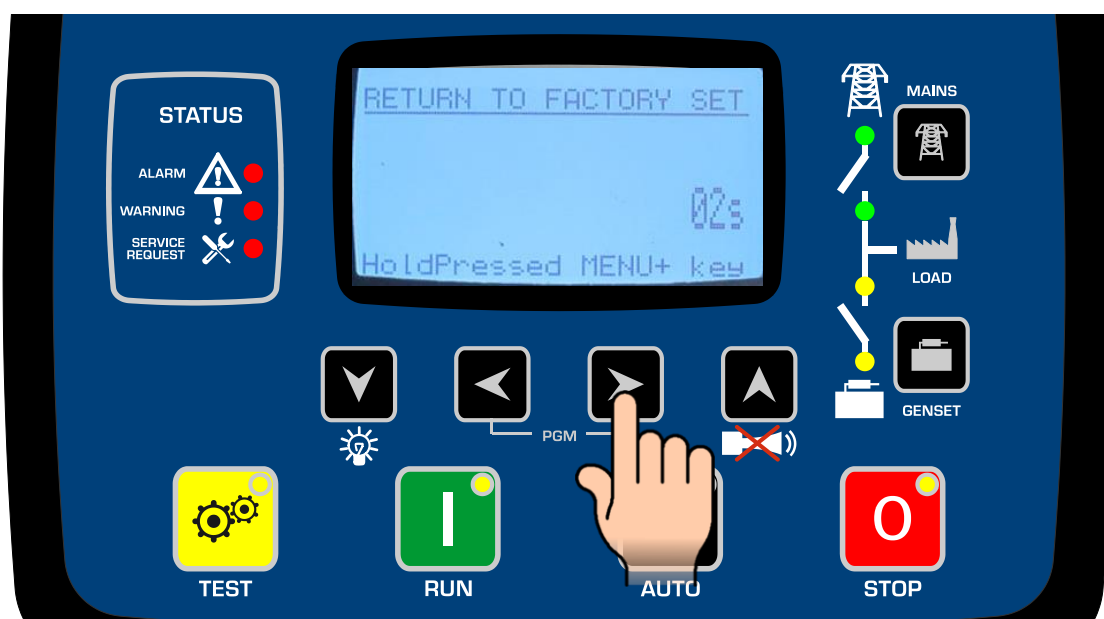 STATUS
ALARM
WARNING
SERVICE
REQUEST
RETURN TO FACTORY SET
02s
HoldPressed MENU+ key
MAINS
LOAD
GENSET
PGM
TEST
RUN
AUTO
STOP